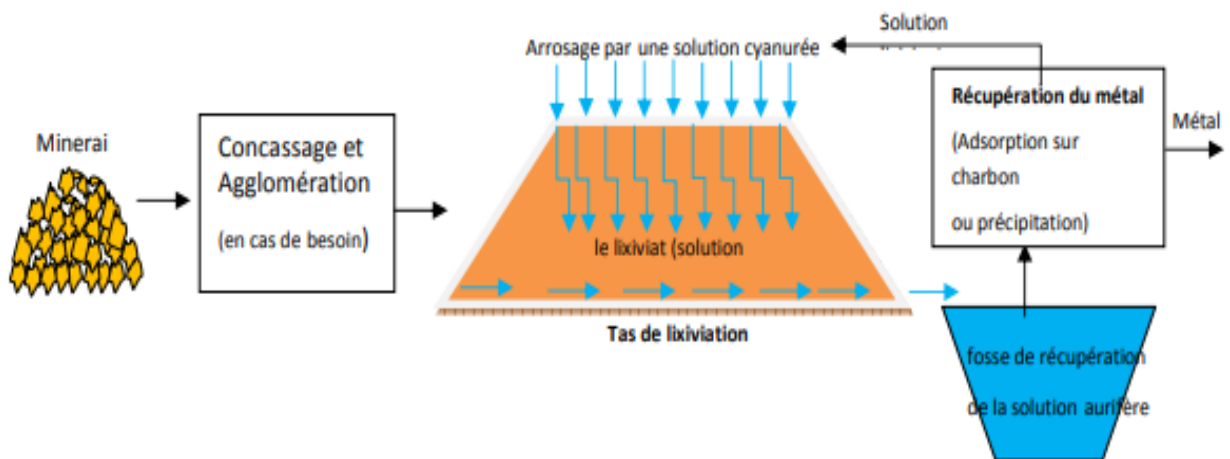 Minerai
Concassage et
Agglomération
(en cas de besoin)
Arrosage par une solution cyanurée
le lixiviat (solution
Tas de lixiviation
Solution
Récupération du métal
(Adsorption sur
charbon
ou précipitation)
Métal
fosse de récupération
de la solution aurifère